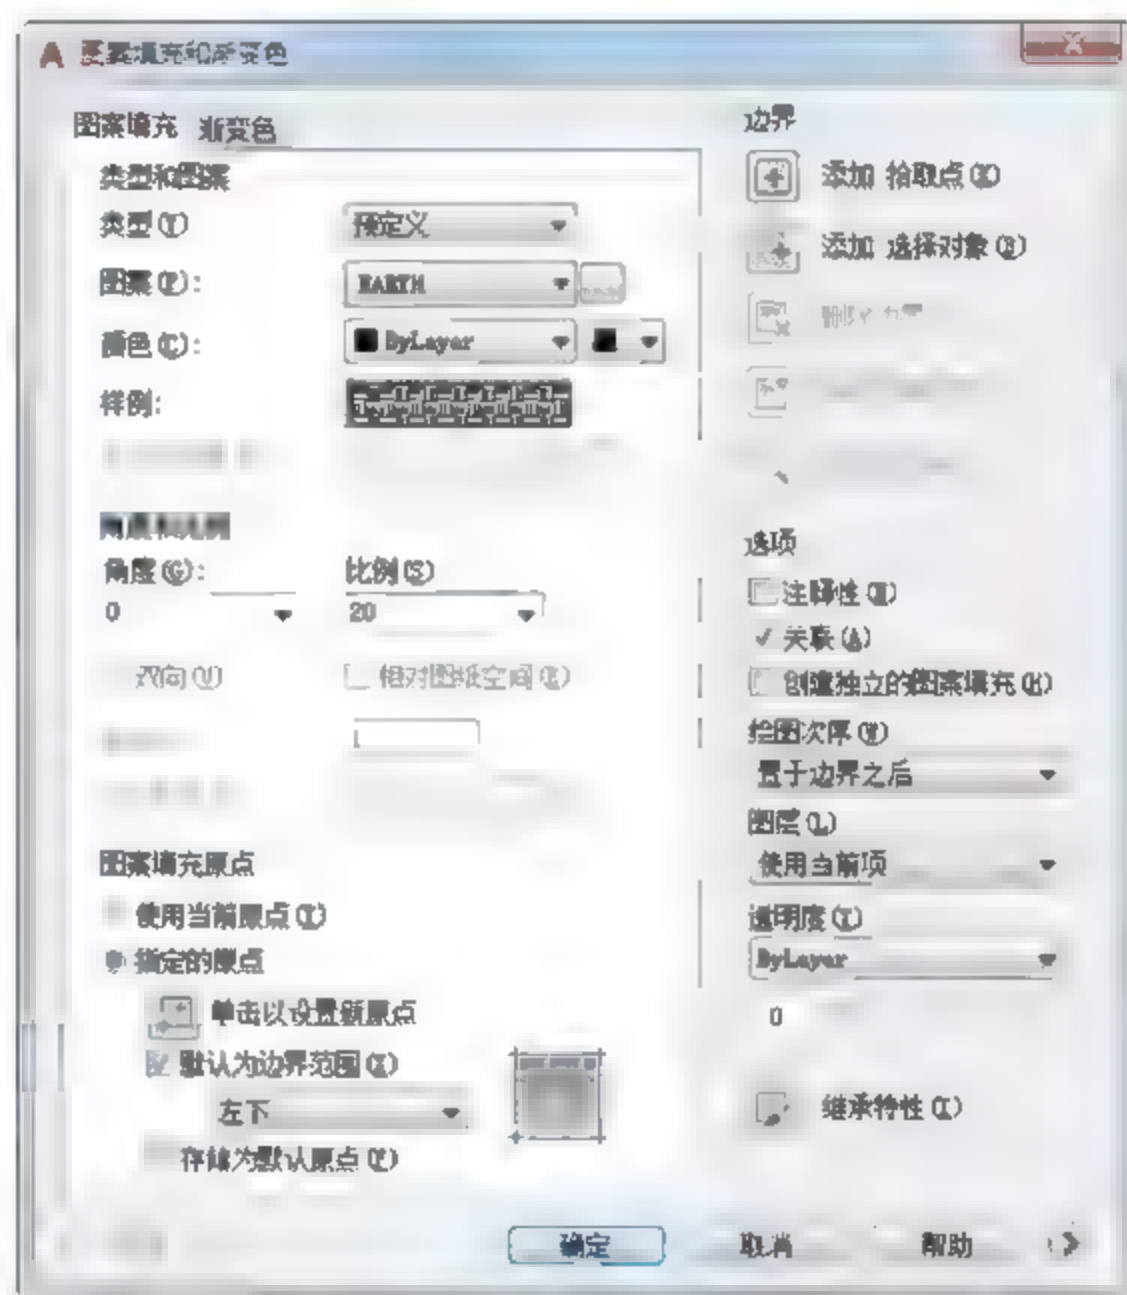 图案填充和渐变色
图案填充 渐变色
类型和图案
类型(Y)
预定义
图案(P):
EARTH
颜色(C):
ByLayer
样例:
角度和比例
角度(G):
比例(S)
0
20
双向(U)
相对图纸空间(E)
图案填充原点
使用当前原点(T)
指定的原点
单击以设置新原点
默认为边界范围(X)
左下
存储为默认原点(F)
边界
添加 拾取点(K)
添加 选择对象(B)
选项
注释性(N)
关联(A)
创建独立的图案填充(H)
绘图次序(W)
置于边界之后
图层(L)
使用当前项
透明度(T)
ByLayer
0
继承特性(I)
确定
取消
帮助